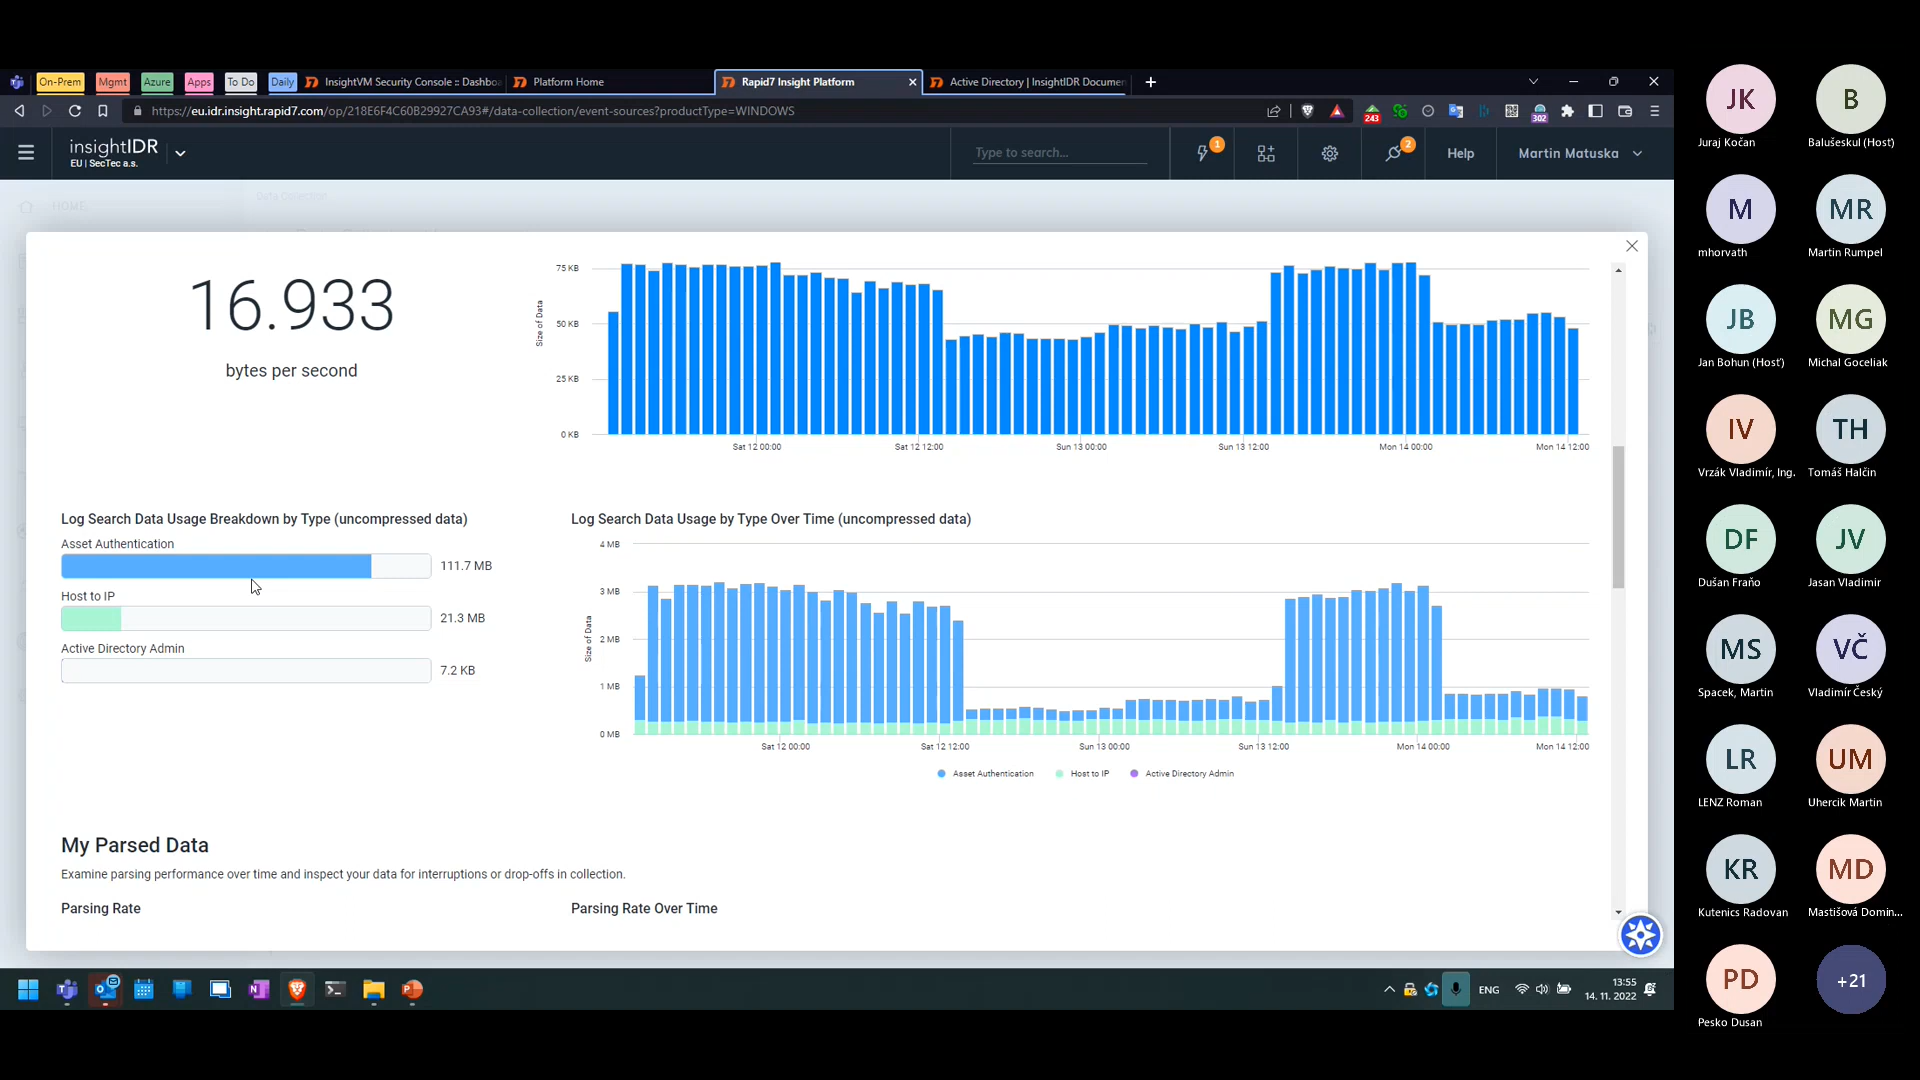 On-Prem Mgmt Azure Apps To Do Daily InsightVM Security Console :: Dashbo Platform Home Rapid7 Insight Platform Active Directory | InsightIDR Documen
https://eu.idr.insight.rapid7.com/op/218E6F4C60B29927CA93#/data-collection/event-sources?productType=WINDOWS
243
302
insightIDR
EU | SecTec a.s.
Type to search...
1
2
Help
Martin Matuska
HOME
Data Collection
16.933
bytes per second
Size of Data
75 KB
50 KB
25 KB
0 KB
Sat 12 00:00 Sat 12 12:00 Sun 13 00:00 Sun 13 12:00 Mon 14 00:00 Mon 14 12:00
Log Search Data Usage Breakdown by Type (uncompressed data)
Asset Authentication
111.7 MB
Host to IP
21.3 MB
Active Directory Admin
7.2 KB
Log Search Data Usage by Type Over Time (uncompressed data)
Size of Data
4 MB
3 MB
2 MB
1 MB
0 MB
Sat 12 00:00 Sat 12 12:00 Sun 13 00:00 Sun 13 12:00 Mon 14 00:00 Mon 14 12:00
Asset Authentication Host to IP Active Directory Admin
My Parsed Data
Examine parsing performance over time and inspect your data for interruptions or drop-offs in collection.
Parsing Rate
Parsing Rate Over Time
ENG
13:55
14. 11. 2022
JK B
Juraj Kočan Balušeskul (Hosť)
M MR
mhorvath Martin Rumpel
JB MG
Jan Bohun (Hosť) Michal Goceliak
IV TH
Vrzák Vladimír, Ing. Tomáš Halčin
DF JV
Dušan Fraňo Jasan Vladimir
MS VČ
Spacek, Martin Vladimír Český
LR UM
LENZ Roman Uhercik Martin
KR MD
Kutenics Radovan Mastišová Domin...
PD +21
Pesko Dusan